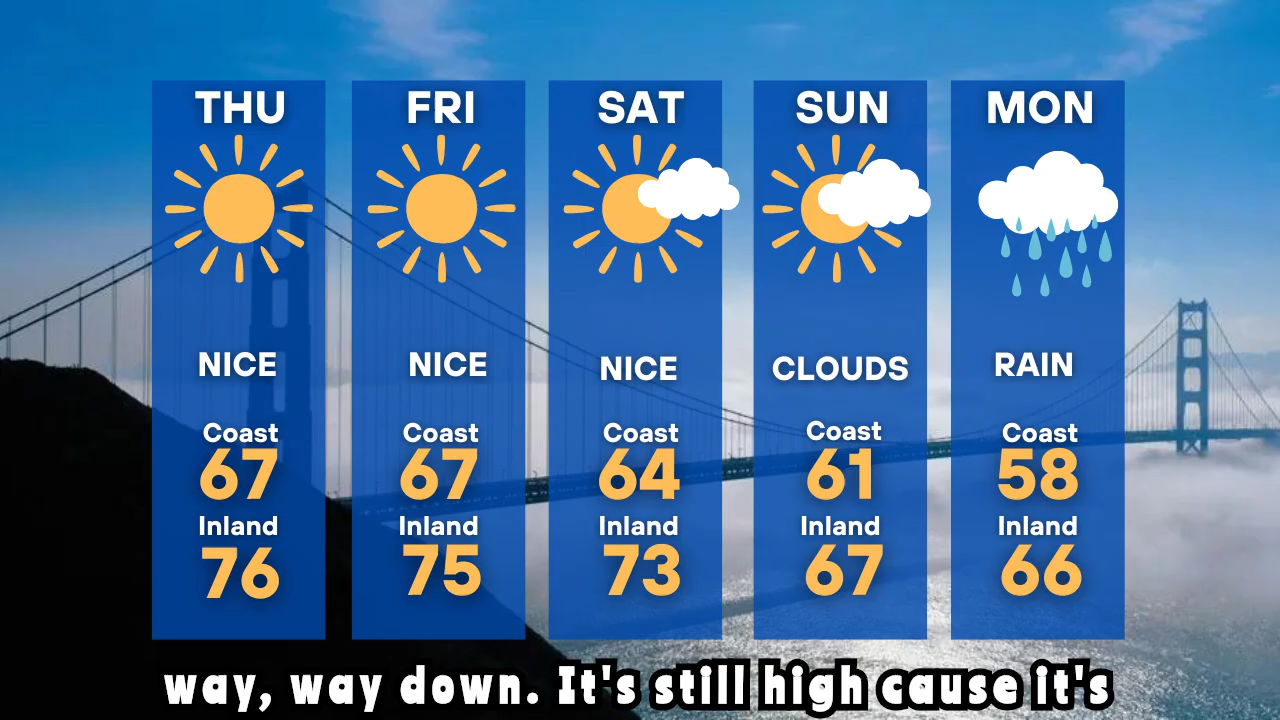 THU FRI SAT SUN MON
NICE NICE NICE CLOUDS RAIN
Coast Coast Coast Coast Coast
67 67 64 61 58
Inland Inland Inland Inland Inland
76 75 73 67 66
way, way down. It's still high cause it's